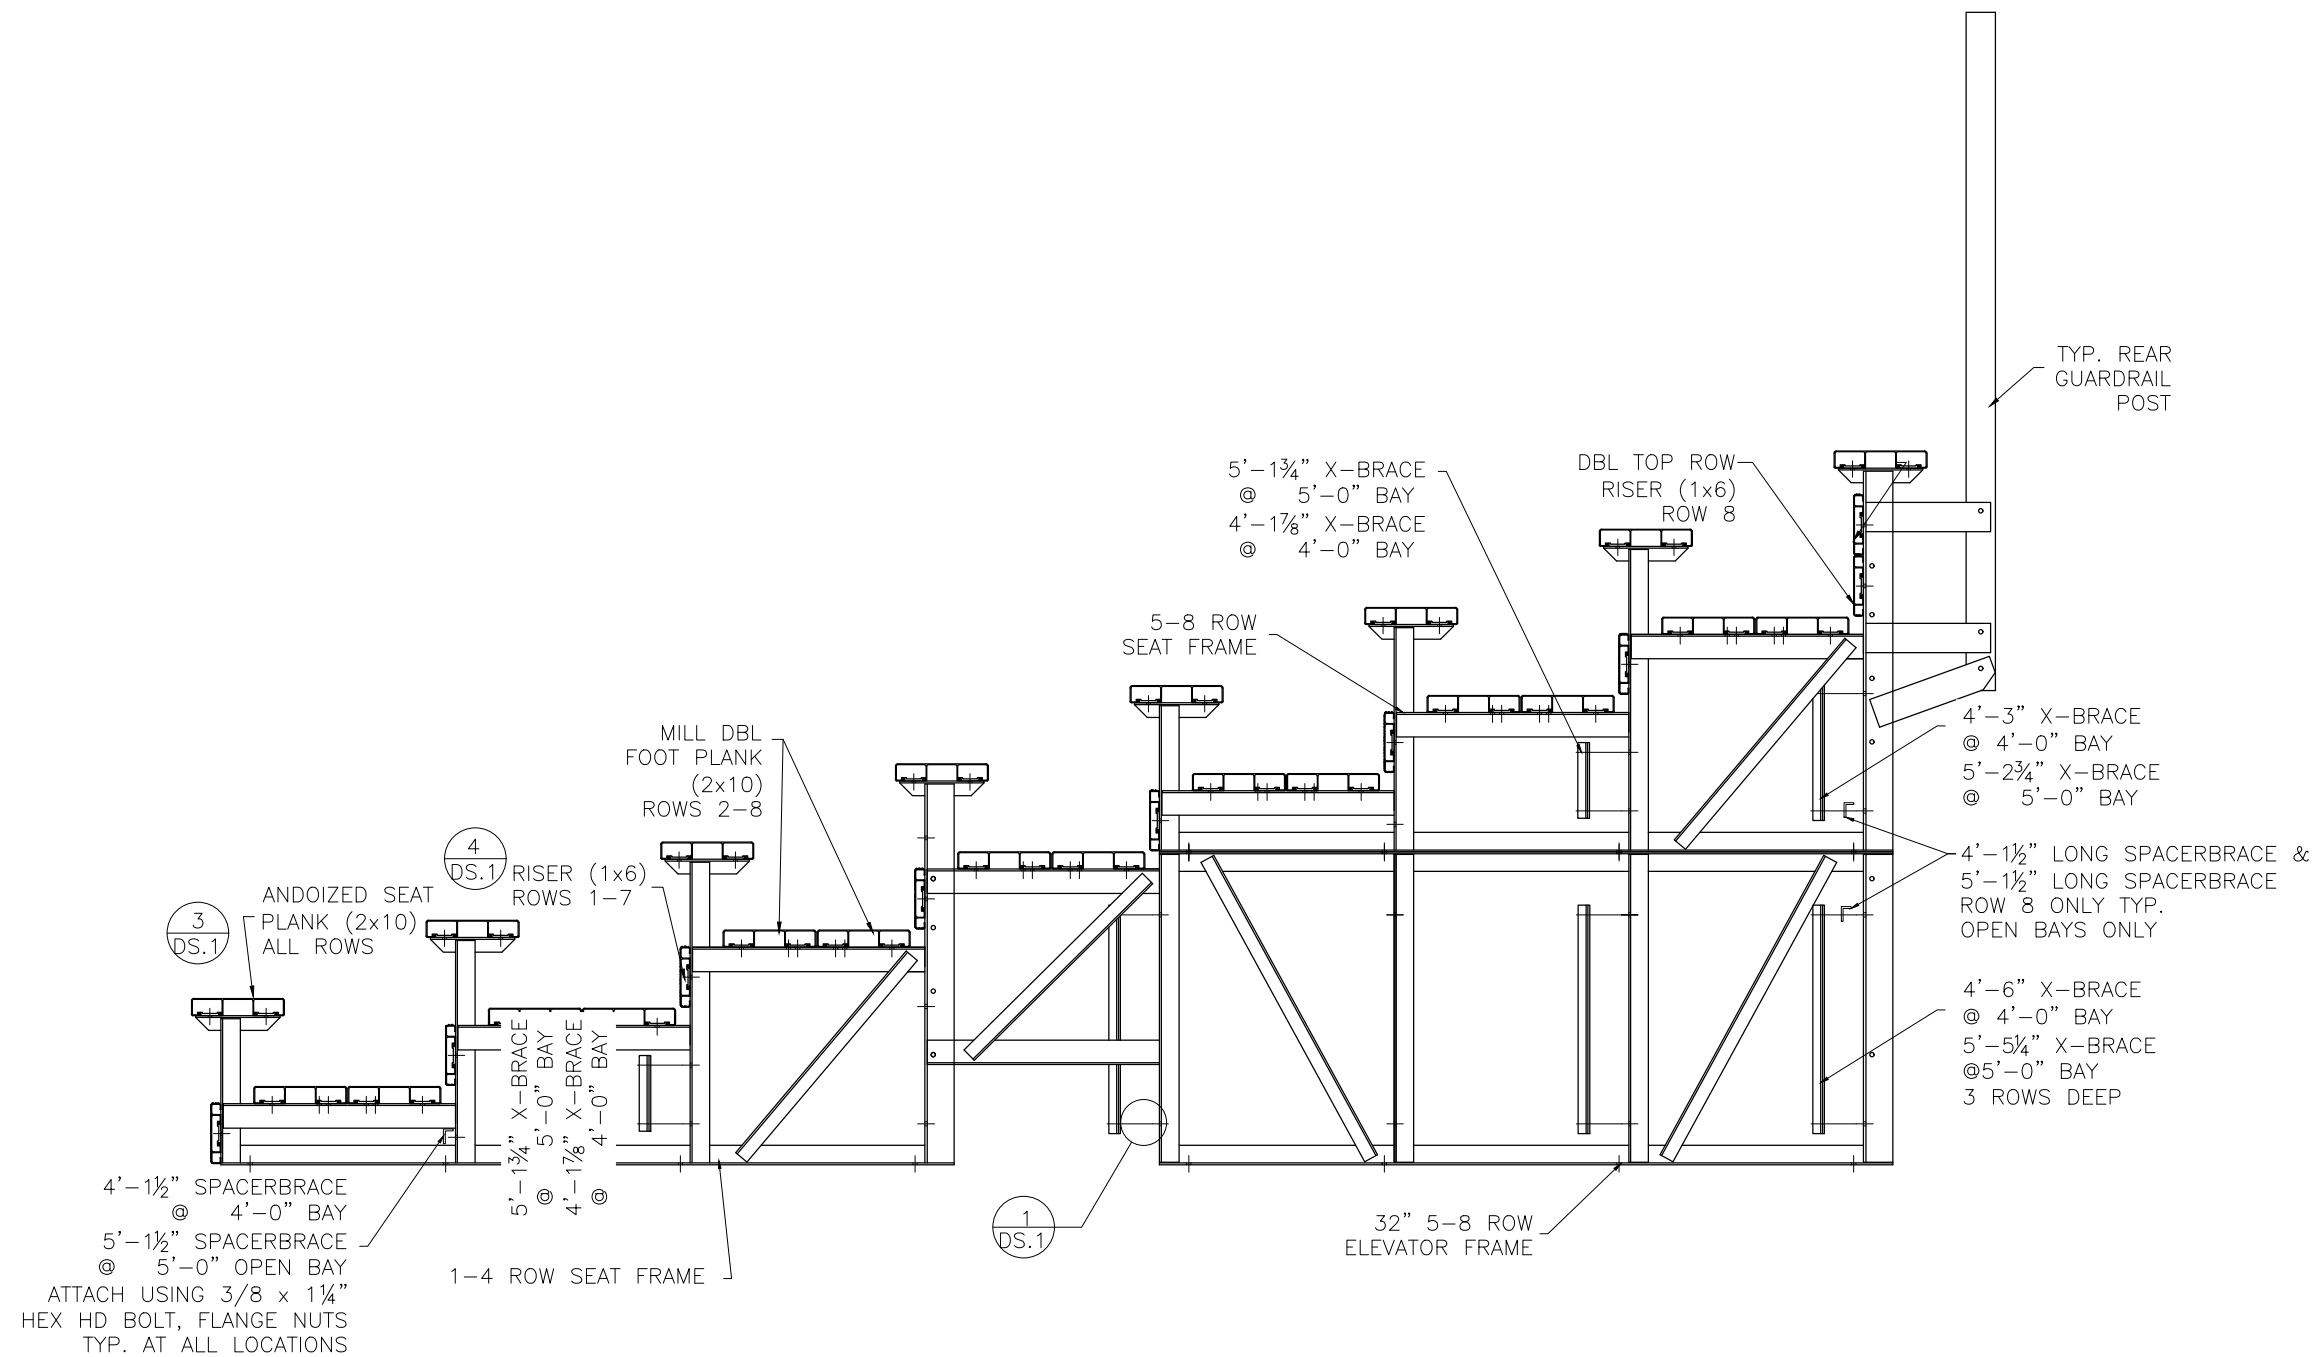 TYP. REAR
GUARDRAIL
POST
5'-1¾" X-BRACE
@ 5'-0" BAY
4'-1⅞" X-BRACE
@ 4'-0" BAY
DBL TOP ROW
RISER (1x6)
ROW 8
5-8 ROW
SEAT FRAME
MILL DBL
FOOT PLANK
(2x10)
ROWS 2-8
4'-3" X-BRACE
@ 4'-0" BAY
5'-2¾" X-BRACE
@ 5'-0" BAY
4
DS.1
RISER (1x6)
ROWS 1-7
3
DS.1
ANDOIZED SEAT
PLANK (2x10)
ALL ROWS
4'-1½" LONG SPACERBRACE &
5'-1½" LONG SPACERBRACE
ROW 8 ONLY TYP.
OPEN BAYS ONLY
4'-6" X-BRACE
@ 4'-0" BAY
5'-5¼" X-BRACE
@5'-0" BAY
3 ROWS DEEP
5'-1¾" X-BRACE
@ 5'-0" BAY
4'-1⅞" X-BRACE
@ 4'-0" BAY
4'-1½" SPACERBRACE
@ 4'-0" BAY
5'-1½" SPACERBRACE
@ 5'-0" OPEN BAY
ATTACH USING 3/8 x 1¼"
HEX HD BOLT, FLANGE NUTS
TYP. AT ALL LOCATIONS
1-4 ROW SEAT FRAME
1
DS.1
32" 5-8 ROW
ELEVATOR FRAME